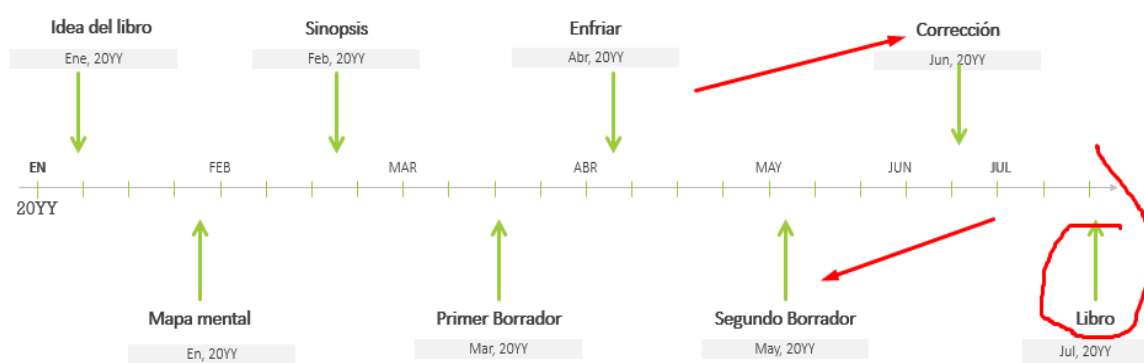 Idea del libro
Sinopsis
Enfriar
Corrección
Ene, 20YY
Feb, 20YY
Abr, 20YY
Jun, 20YY
EN
FEB
MAR
ABR
MAY
JUN
JUL
20YY
Mapa mental
Primer Borrador
Segundo Borrador
Libro
En, 20YY
Mar, 20YY
May, 20YY
Jul, 20YY